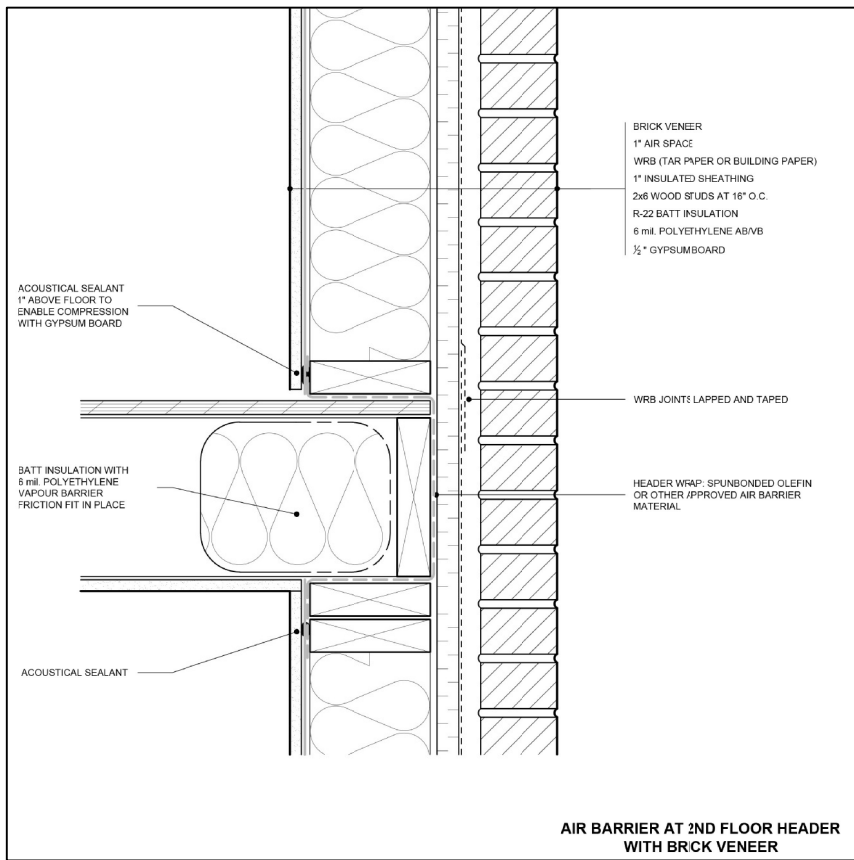 BRICK VENEER
1" AIR SPACE
WRB (TAR PAPER OR BUILDING PAPER)
1" INSULATED SHEATHING
2x6 WOOD STUDS AT 16" O.C.
R-22 BATT INSULATION
6 mil. POLYETHYLENE AB/VB
½" GYPSUMBOARD
ACOUSTICAL SEALANT
1" ABOVE FLOOR TO
ENABLE COMPRESSION
WITH GYPSUM BOARD
WRB JOINTS LAPPED AND TAPED
BATT INSULATION WITH
6 mil. POLYETHYLENE
VAPOUR BARRIER
FRICTION FIT IN PLACE
HEADER WRAP: SPUNBONDED OLEFIN
OR OTHER APPROVED AIR BARRIER
MATERIAL
ACOUSTICAL SEALANT
AIR BARRIER AT 2ND FLOOR HEADER
WITH BRICK VENEER